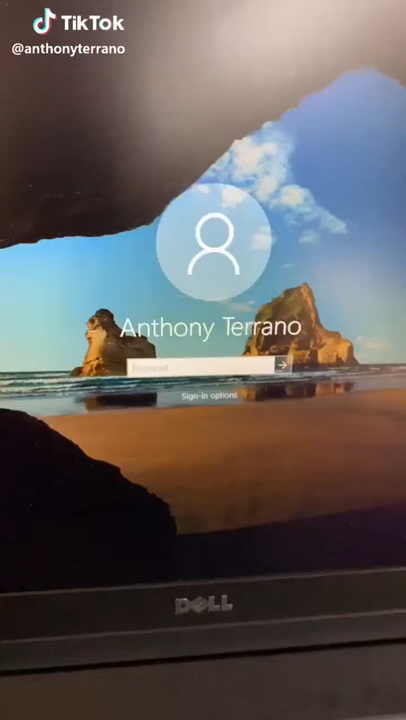 TikTok
@anthonyterrano
Anthony Terrano
Password
Sign-in options
DELL